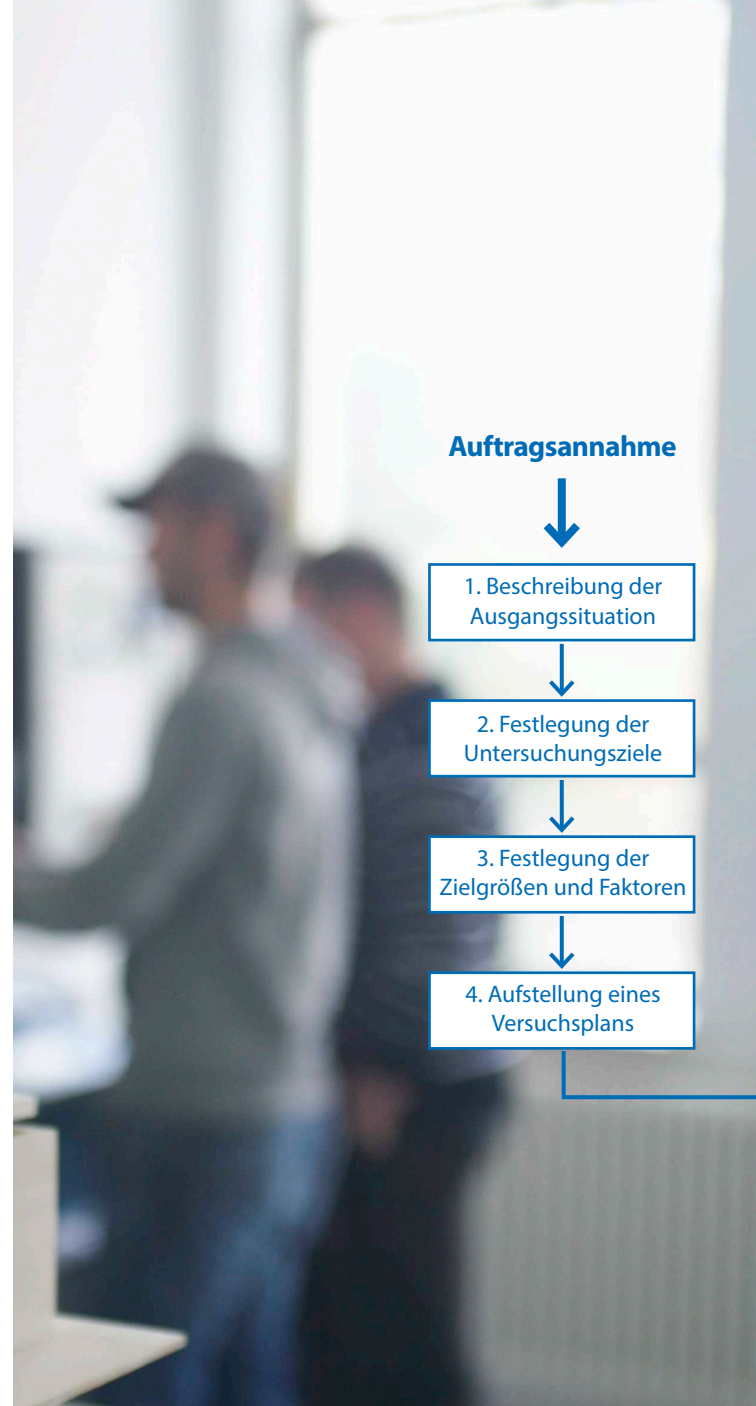 Auftragsannahme
1. Beschreibung der
Ausgangssituation
2. Festlegung der
Untersuchungsziele
3. Festlegung der
Zielgrößen und Faktoren
4. Aufstellung eines
Versuchsplans